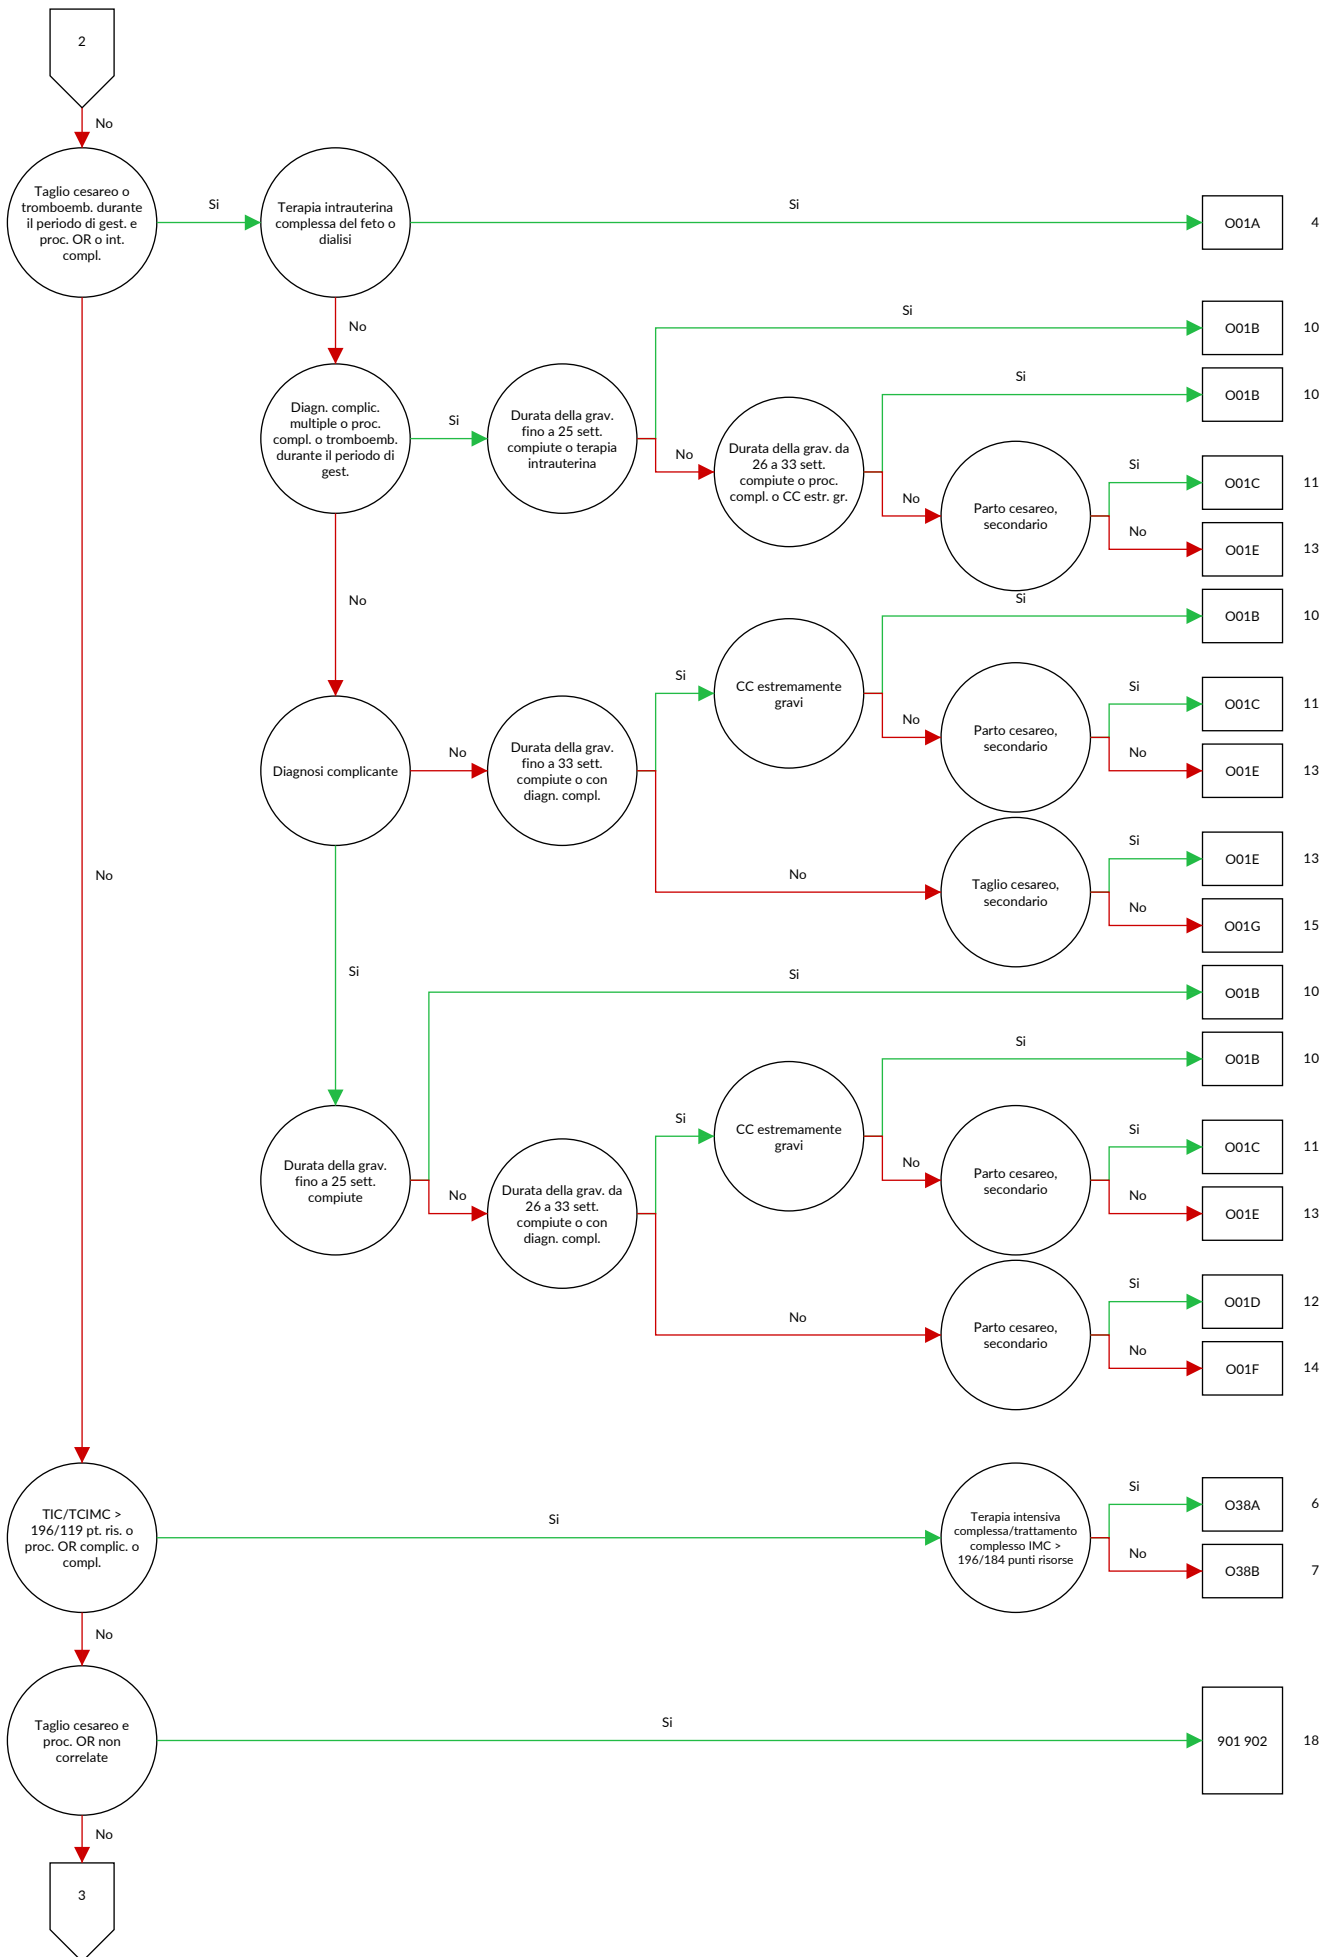 2
No
Taglio cesareo o
tromboemb. durante
il periodo di gest. e
proc. OR o int.
compl.
Si
Terapia intrauterina
complessa del feto o
dialisi
Si
O01A
4
No
Diagn. complic.
multiple o proc.
compl. o tromboemb.
durante il periodo di
gest.
Si
Durata della grav.
fino a 25 sett.
compiute o terapia
intrauterina
Si
O01B
10
No
Durata della grav. da
26 a 33 sett.
compiute o proc.
compl. o CC estr. gr.
Si
O01B
10
No
Parto cesareo,
secondario
Si
O01C
11
No
O01E
13
No
Diagnosi complicante
No
Durata della grav.
fino a 33 sett.
compiute o con
diagn. compl.
Si
CC estremamente
gravi
Si
O01B
10
No
Parto cesareo,
secondario
Si
O01C
11
No
O01E
13
No
Taglio cesareo,
secondario
Si
O01E
13
No
O01G
15
Si
Durata della grav.
fino a 25 sett.
compiute
Si
O01B
10
No
Durata della grav. da
26 a 33 sett.
compiute o con
diagn. compl.
Si
CC estremamente
gravi
Si
O01B
10
No
Parto cesareo,
secondario
Si
O01C
11
No
O01E
13
No
Parto cesareo,
secondario
Si
O01D
12
No
O01F
14
No
TIC/TCIMC >
196/119 pt. ris. o
proc. OR complic. o
compl.
Si
Terapia intensiva
complessa/trattamento
complesso IMC >
196/184 punti risorse
Si
O38A
6
No
O38B
7
No
Taglio cesareo e
proc. OR non
correlate
Si
901 902
18
No
3